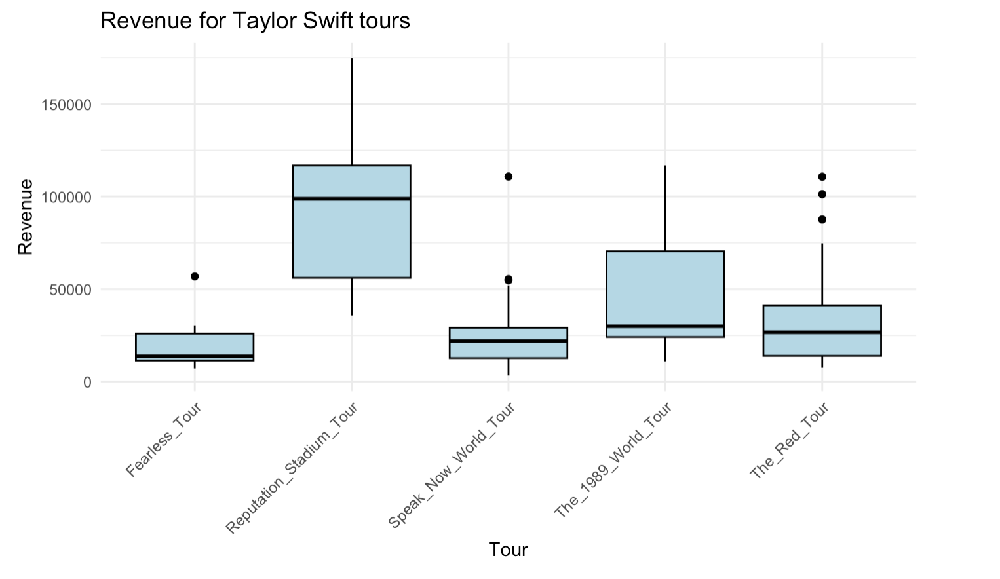 Revenue for Taylor Swift tours
Revenue
150000
100000
50000
0
Fearless_Tour
Reputation_Stadium_Tour
Speak_Now_World_Tour
The_1989_World_Tour
The_Red_Tour
Tour